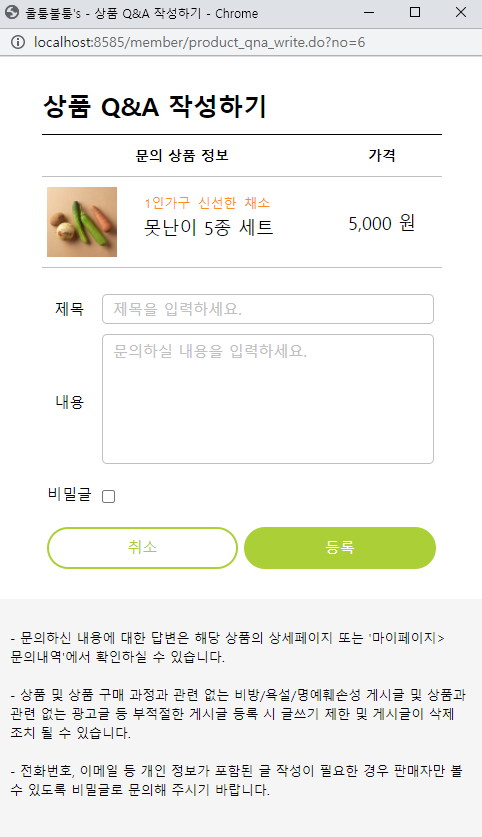 울퉁불퉁's - 상품 Q&A 작성하기 - Chrome
localhost:8585/member/product_qna_write.do?no=6
상품 Q&A 작성하기
문의 상품 정보 가격
1인가구 신선한 채소
못난이 5종 세트
5,000 원
제목 제목을 입력하세요.
문의하실 내용을 입력하세요.
내용
비밀글
취소 등록
- 문의하신 내용에 대한 답변은 해당 상품의 상세페이지 또는 '마이페이지>
문의내역'에서 확인하실 수 있습니다.
- 상품 및 상품 구매 과정과 관련 없는 비방/욕설/명예훼손성 게시글 및 상품과
관련 없는 광고글 등 부적절한 게시글 등록 시 글쓰기 제한 및 게시글이 삭제
조치 될 수 있습니다.
- 전화번호, 이메일 등 개인 정보가 포함된 글 작성이 필요한 경우 판매자만 볼
수 있도록 비밀글로 문의해 주시기 바랍니다.